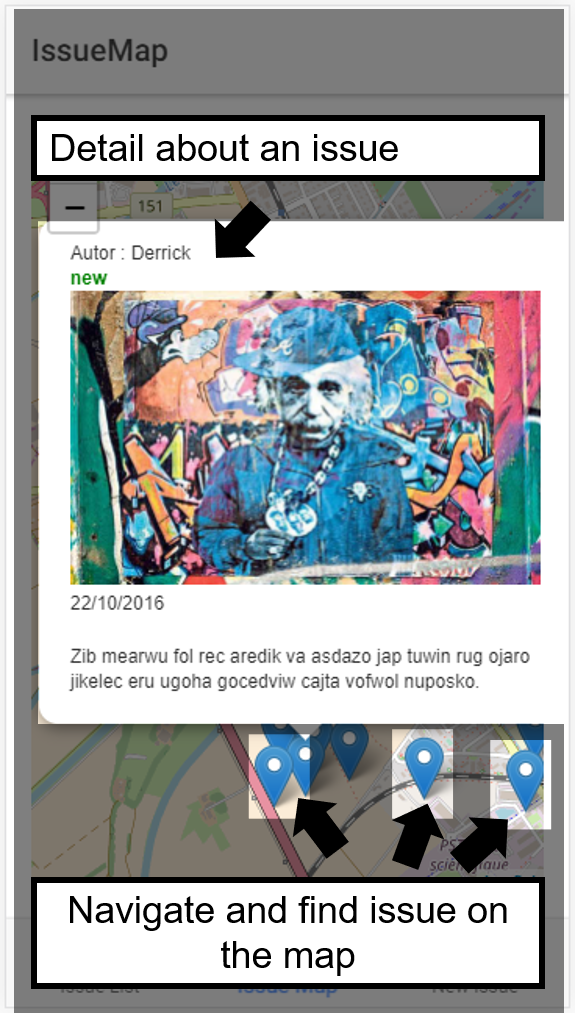 IssueMap
Detail about an issue
−
151
Autor : Derrick
new
22/10/2016
Zib mearwu fol rec aredik va asdazo jap tuwin rug ojaro
jikelec eru ugoha gocedviw cajta vofwol nuposko.
scientifique
Navigate and find issue on
the map
Issue List
Issue Map
New Issue